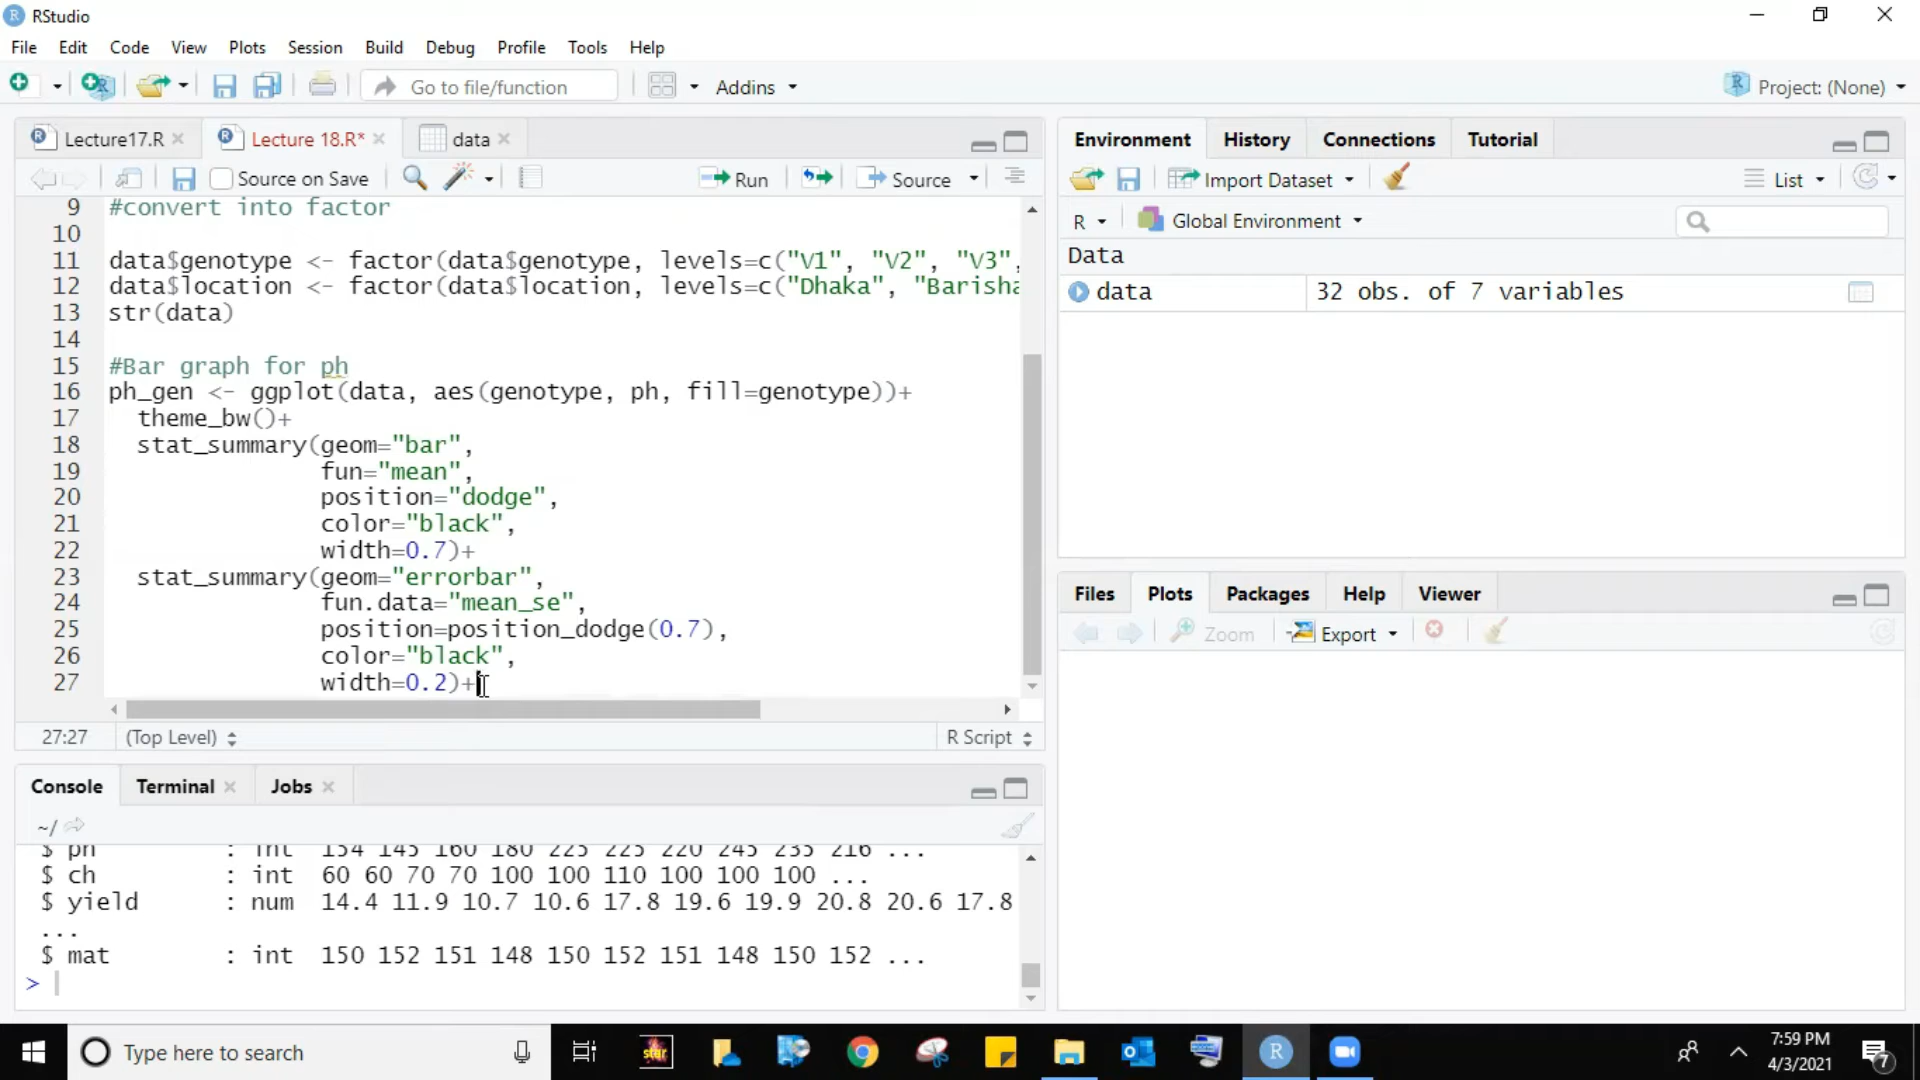 RStudio
File Edit Code View Plots Session Build Debug Profile Tools Help
Go to file/function Addins Project: (None)
Lecture17.R Lecture 18.R* data
Source on Save Run Source
9 #convert into factor
10
11 data$genotype <- factor(data$genotype, levels=c("V1", "V2", "V3",
12 data$location <- factor(data$location, levels=c("Dhaka", "Barisha
13 str(data)
14
15 #Bar graph for ph
16 ph_gen <- ggplot(data, aes(genotype, ph, fill=genotype))+
17 theme_bw()+
18 stat_summary(geom="bar",
19 fun="mean",
20 position="dodge",
21 color="black",
22 width=0.7)+
23 stat_summary(geom="errorbar",
24 fun.data="mean_se",
25 position=position_dodge(0.7),
26 color="black",
27 width=0.2)+
27:27 (Top Level) R Script
Console Terminal Jobs
~/
$ ph : int 154 145 160 180 225 225 220 245 235 216 ...
$ ch : int 60 60 70 70 100 100 110 100 100 100 ...
$ yield : num 14.4 11.9 10.7 10.6 17.8 19.6 19.9 20.8 20.6 17.8
...
$ mat : int 150 152 151 148 150 152 151 148 150 152 ...
>
Environment History Connections Tutorial
Import Dataset List
R Global Environment
Data
data 32 obs. of 7 variables
Files Plots Packages Help Viewer
Zoom Export
Type here to search
star
R
7:59 PM
4/3/2021
7